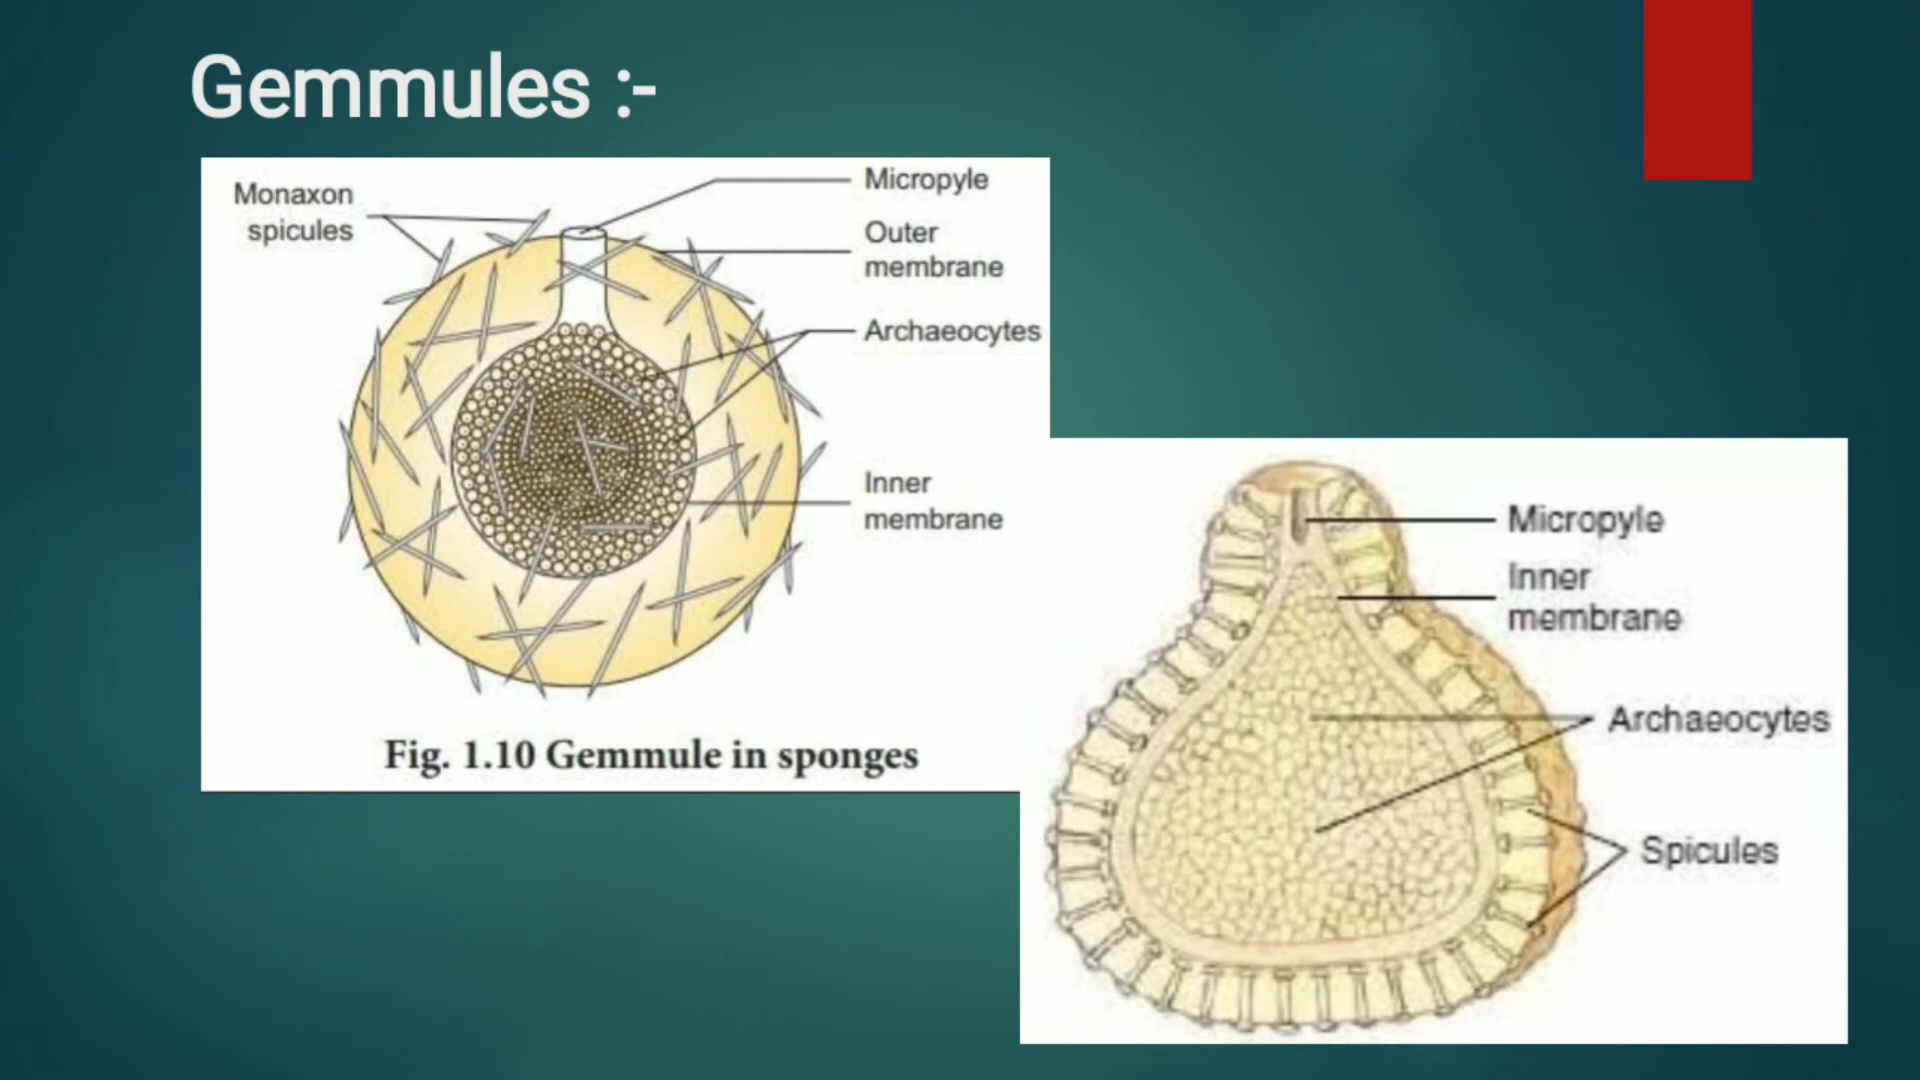 Gemmules :-
Monaxon
spicules
Micropyle
Outer
membrane
Archaeocytes
Inner
membrane
Fig. 1.10 Gemmule in sponges
Micropyle
Inner
membrane
Archaeocytes
Spicules